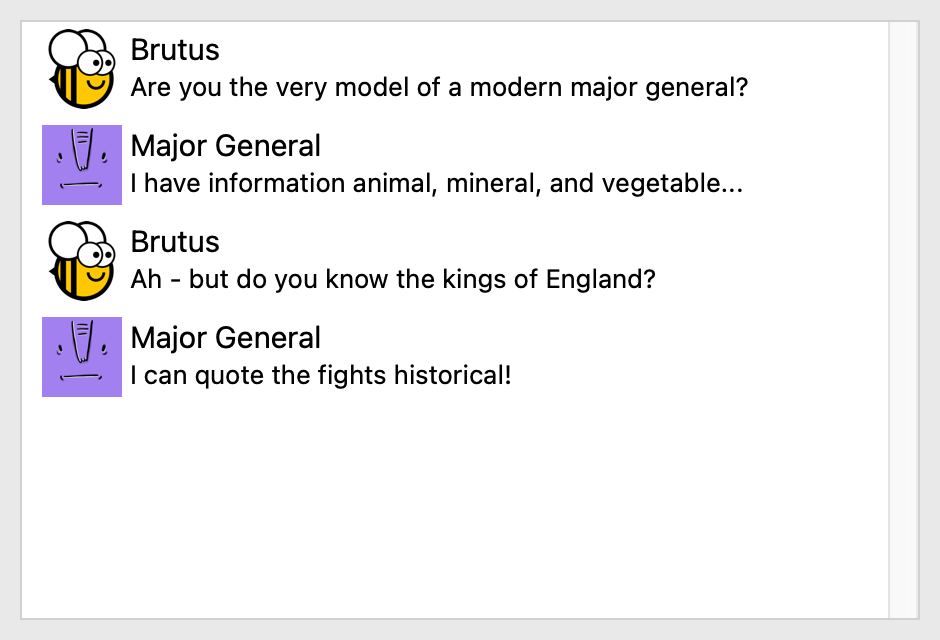 Brutus
Are you the very model of a modern major general?
Major General
I have information animal, mineral, and vegetable...
Brutus
Ah - but do you know the kings of England?
Major General
I can quote the fights historical!